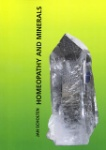 JAN SCHOLTEN
HOMEOPATHY AND MINERALS